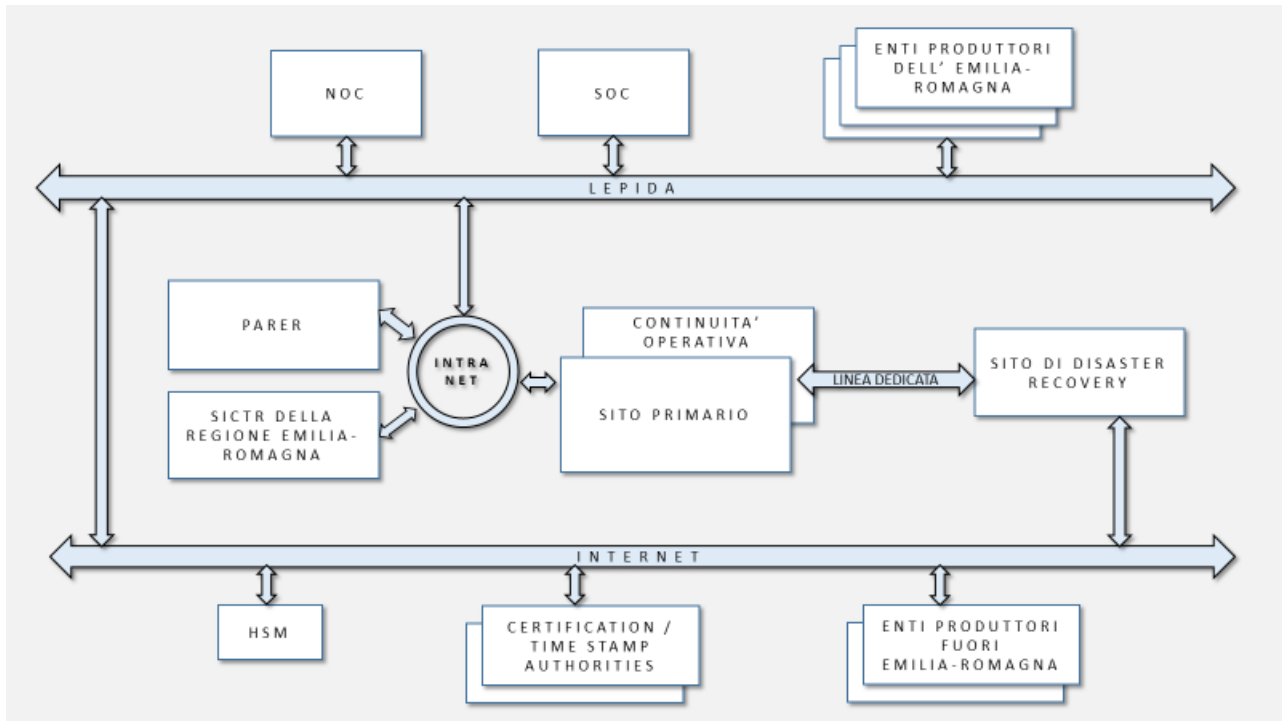 NOC
SOC
ENTI PRODUTTORI
DELL' EMILIA-
ROMAGNA
LEPIDA
PARER
INTRA
NET
CONTINUITA'
OPERATIVA
SITO PRIMARIO
LINEA DEDICATA
SITO DI DISASTER
RECOVERY
SICTR DELLA
REGIONE EMILIA-
ROMAGNA
INTERNET
HSM
CERTIFICATION /
TIME STAMP
AUTHORITIES
ENTI PRODUTTORI
FUORI
EMILIA-ROMAGNA